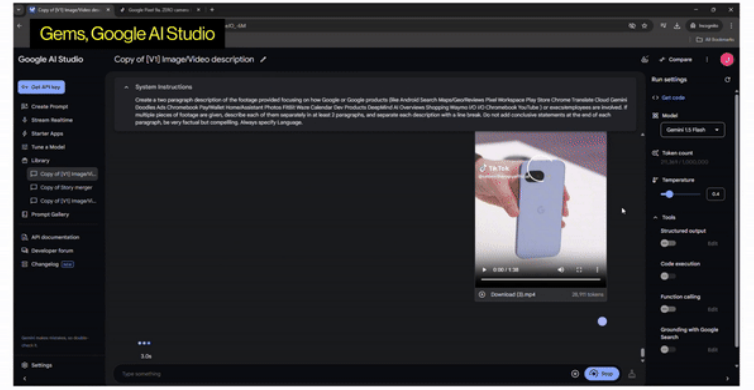 Copy of [V1] Image/Video des
Google Pixel 9a, ZERO camera
Incognito
All Bookmarks
Gems, Google AI Studio
Google AI Studio
Copy of [V1] Image/Video description
Compare
Get API key
Create Prompt
Stream Realtime
Starter Apps
Tune a Model
Library
Copy of [V1] Image/Vi...
Copy of Story merger
Copy of [V1] Image/Vi...
Prompt Gallery
API documentation
Developer forum
Changelog
Settings
System Instructions
Create a two paragraph description of the footage provided focusing on how Google or Google products (like Android Search Maps/Geo/Reviews Pixel Workspace Play Store Chrome Translate Cloud Gemini
Doodles Ads Chromebook Pay/Wallet Home/Assistant Photos Fitbit Waze Calendar Dev Products DeepMind AI Overviews Shopping Waymo I/O I/O Chromebook YouTube) or exec/employees are involved. If
multiple pieces of footage are given, describe each of them separately in at least 2 paragraphs, and separate each description with a line break. Do not add conclusive statements at the end of each
paragraph, be very factual but compelling. Always specify Language.
TikTok
0:00 / 1:38
Download (3).mp4
tokens
3.0s
Type something
Stop
Run settings
Get code
Model
Gemini 1.5 Flash
Token count
Temperature
0.4
Tools
Structured output
Edit
Code execution
Function calling
Edit
Grounding with Google
Search